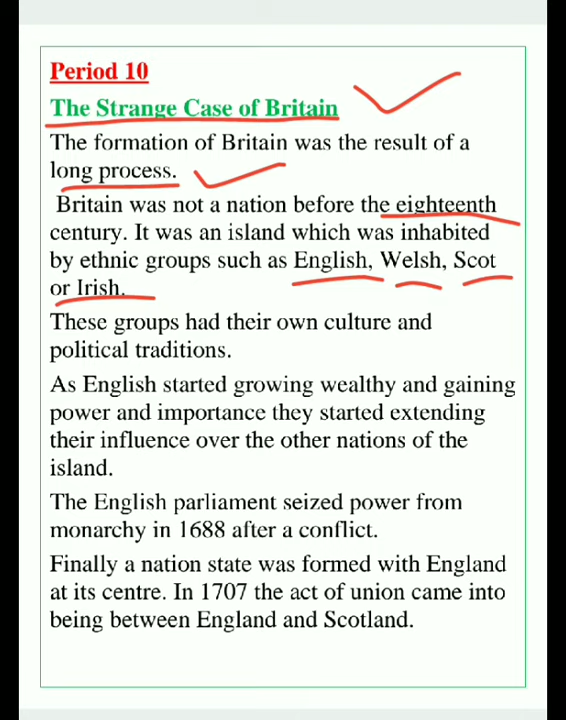 Period 10
The Strange Case of Britain
The formation of Britain was the result of a
long process.
Britain was not a nation before the eighteenth
century. It was an island which was inhabited
by ethnic groups such as English, Welsh, Scot
or Irish.
These groups had their own culture and
political traditions.
As English started growing wealthy and gaining
power and importance they started extending
their influence over the other nations of the
island.
The English parliament seized power from
monarchy in 1688 after a conflict.
Finally a nation state was formed with England
at its centre. In 1707 the act of union came into
being between England and Scotland.